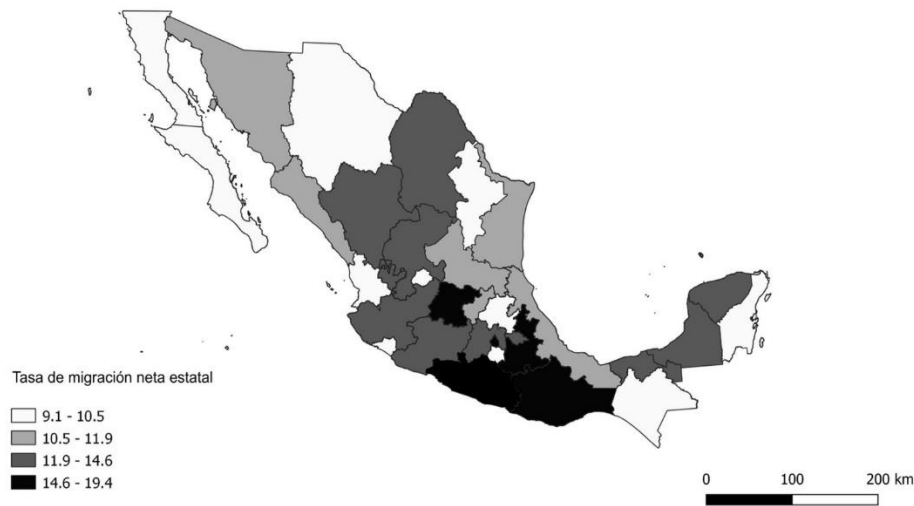 Tasa de migración neta estatal
9.1 - 10.5
10.5 - 11.9
11.9 - 14.6
14.6 - 19.4
0 100 200 km